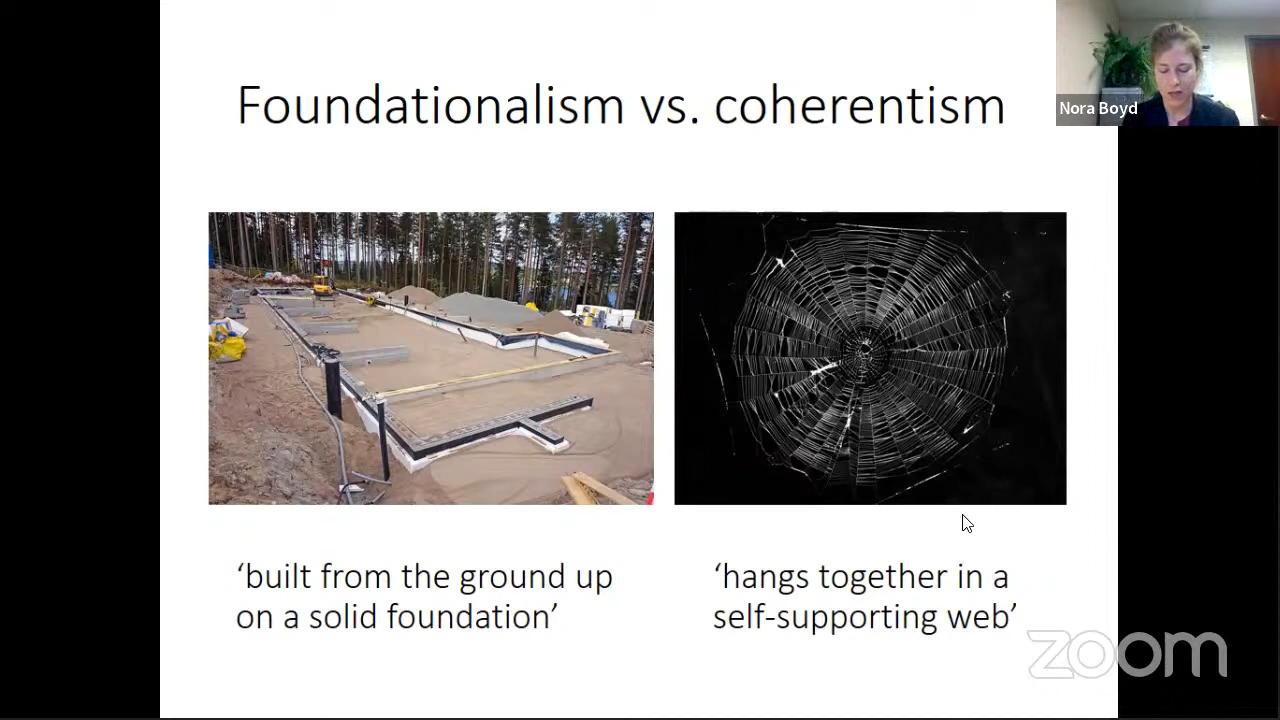 Foundationalism vs. coherentism
Nora Boyd
‘built from the ground up
on a solid foundation’
‘hangs together in a
self-supporting web’
zoom